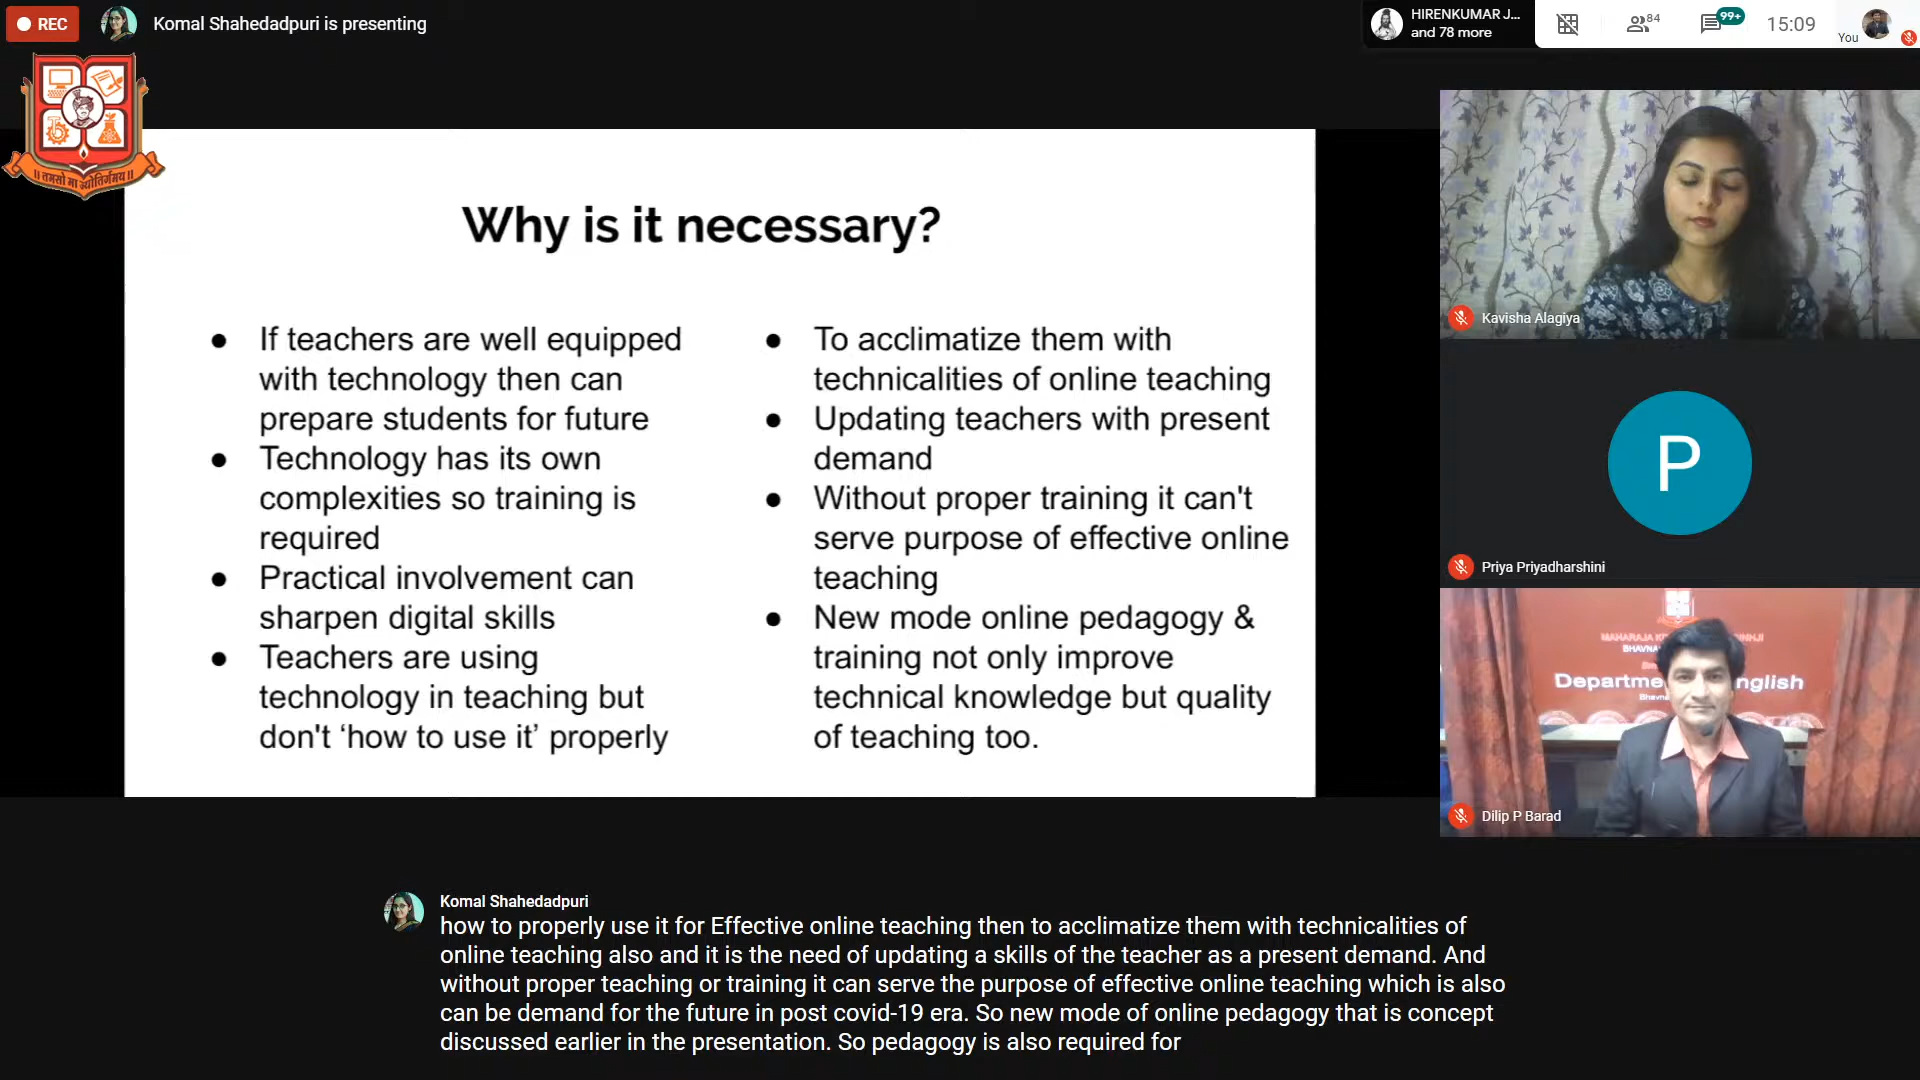 REC
Komal Shahedadpuri is presenting
HIRENKUMAR J...
and 78 more
84
99+
15:09
You
॥ तमसो मा ज्योतिर्गमय॥
Why is it necessary?
● If teachers are well equipped
with technology then can
prepare students for future
● Technology has its own
complexities so training is
required
● Practical involvement can
sharpen digital skills
● Teachers are using
technology in teaching but
don't ‘how to use it’ properly
● To acclimatize them with
technicalities of online teaching
● Updating teachers with present
demand
● Without proper training it can't
serve purpose of effective online
teaching
● New mode online pedagogy &
training not only improve
technical knowledge but quality
of teaching too.
Kavisha Alagiya
P
Priya Priyadharshini
MAHARAJA
Departme nglish
Dilip P Barad
Komal Shahedadpuri
how to properly use it for Effective online teaching then to acclimatize them with technicalities of
online teaching also and it is the need of updating a skills of the teacher as a present demand. And
without proper teaching or training it can serve the purpose of effective online teaching which is also
can be demand for the future in post covid-19 era. So new mode of online pedagogy that is concept
discussed earlier in the presentation. So pedagogy is also required for